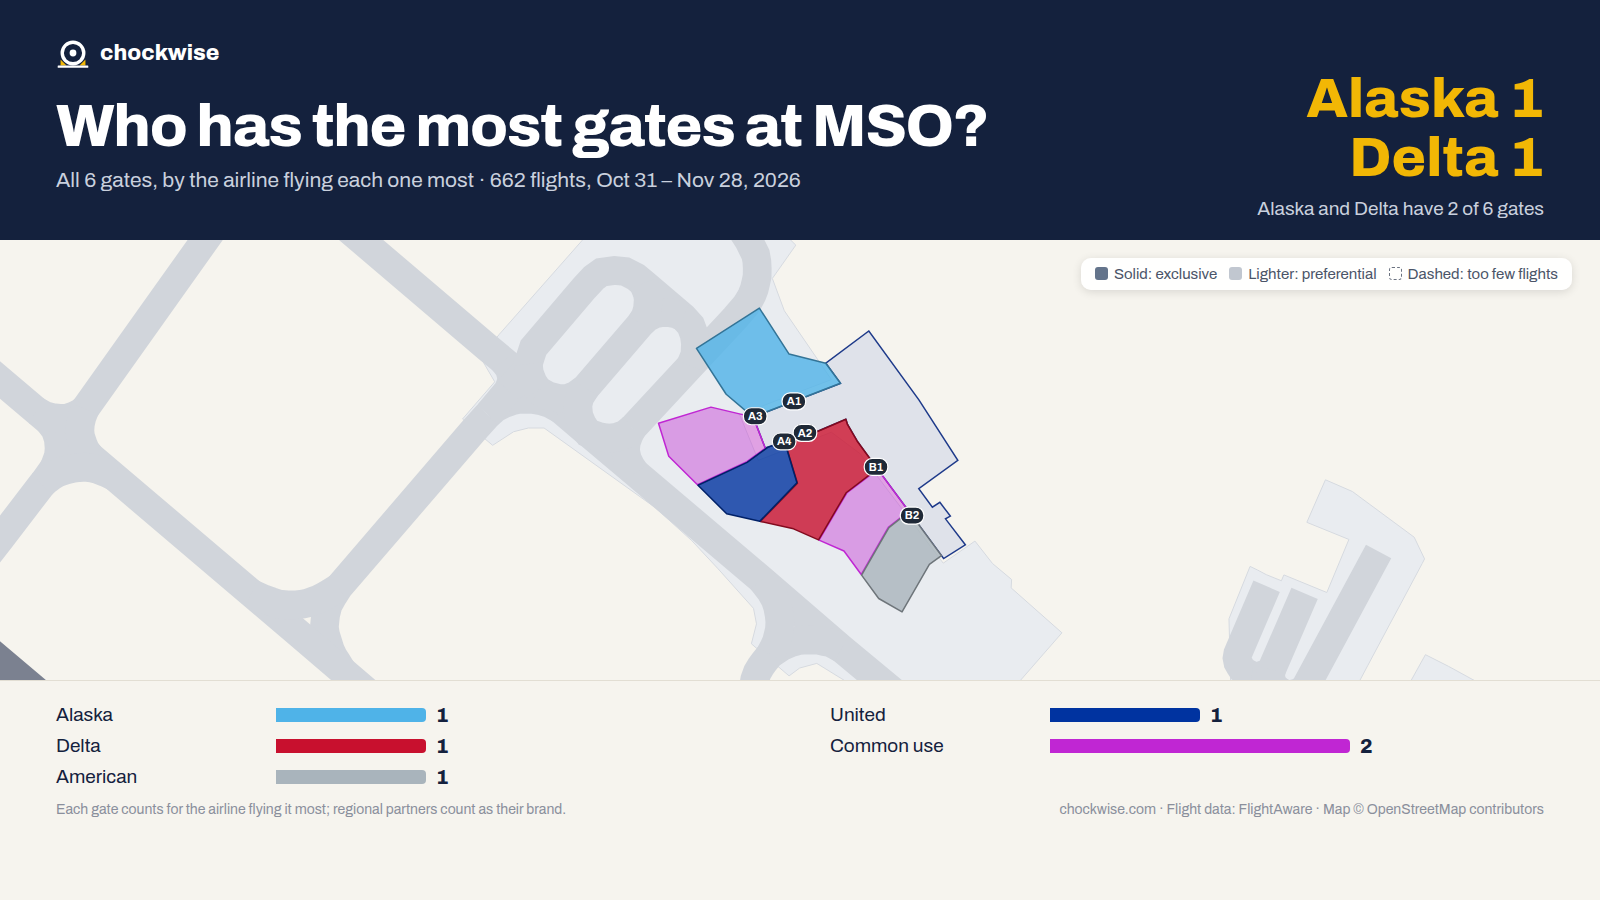 chockwise
Who has the most gates at MSO?
All 6 gates, by the airline flying each one most · 662 flights, Oct 31 – Nov 28, 2026
Alaska 1
Delta 1
Alaska and Delta have 2 of 6 gates
Solid: exclusive Lighter: preferential Dashed: too few flights
A1
A3
A2
A4
B1
B2
Alaska 1
Delta 1
American 1
United 1
Common use 2
Each gate counts for the airline flying it most; regional partners count as their brand.
chockwise.com · Flight data: FlightAware · Map © OpenStreetMap contributors